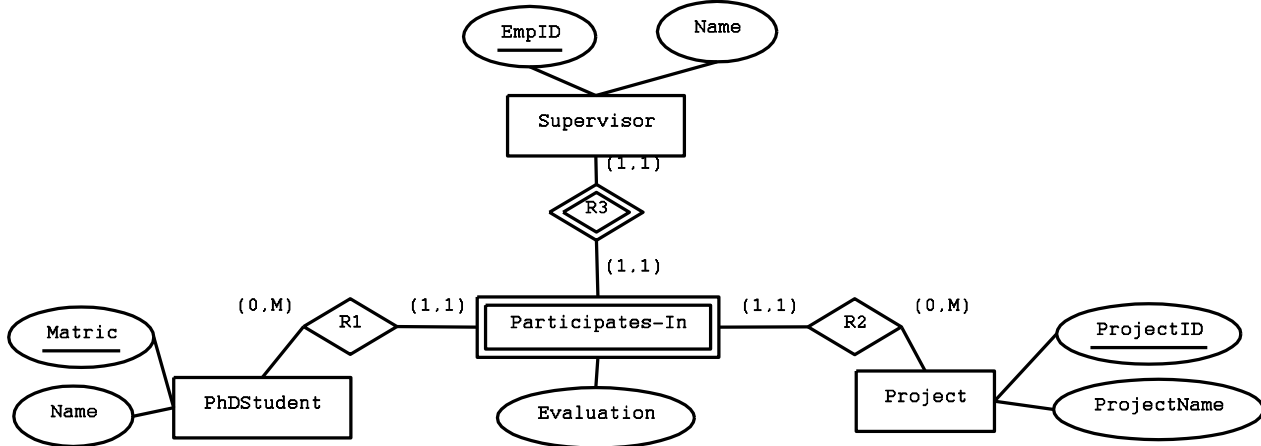 EmpID
Name
Supervisor
(1,1)
R3
(1,1)
(0,M)
(1,1)
(1,1)
(0,M)
Matric
R1
Participates-In
R2
ProjectID
Name
PhDStudent
Evaluation
Project
ProjectName